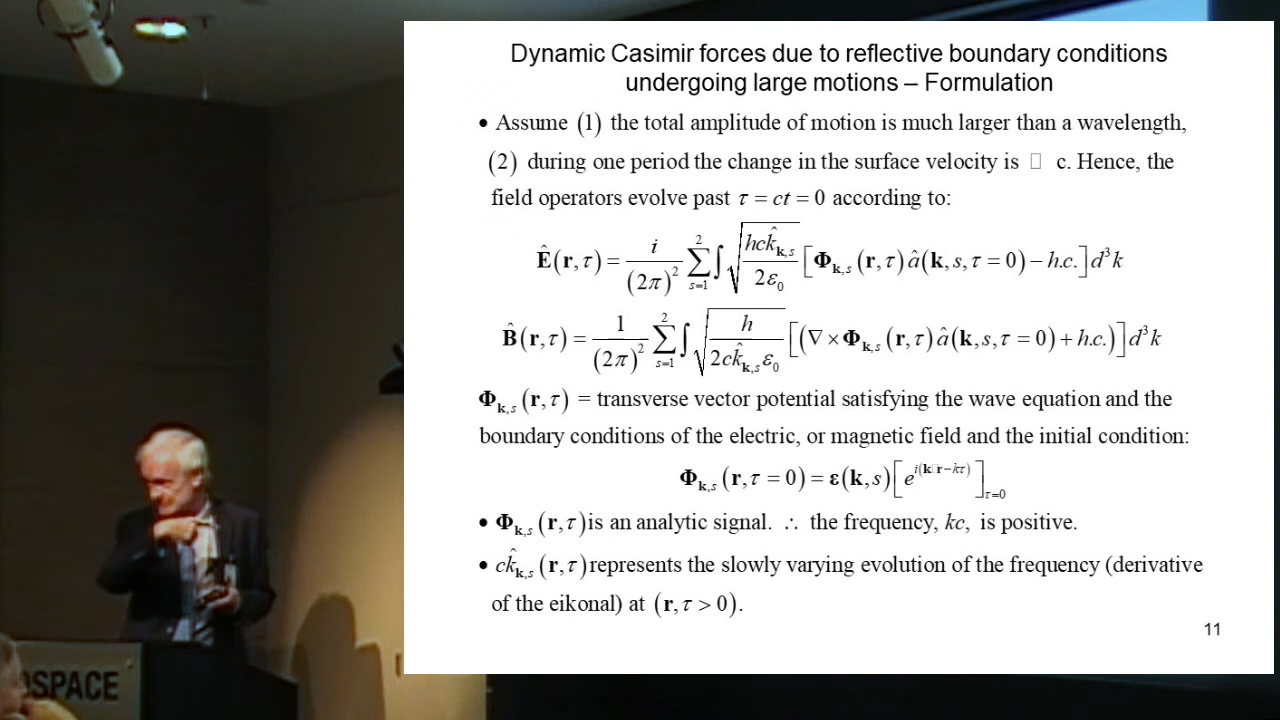 Dynamic Casimir forces due to reflective boundary conditions
undergoing large motions – Formulation
• Assume (1) the total amplitude of motion is much larger than a wavelength,
(2) during one period the change in the surface velocity is □ c. Hence, the
field operators evolve past τ = ct = 0 according to:
Ê(r,τ) = i/(2π)² ∑_{s=1}^{2} ∫ √(hck̂_{k,s}/2ε₀) [Φ_{k,s}(r,τ) â(k,s,τ=0) − h.c.] d³k
B̂(r,τ) = 1/(2π)² ∑_{s=1}^{2} ∫ √(h/2ck̂_{k,s}ε₀) [(∇×Φ_{k,s}(r,τ) â(k,s,τ=0) + h.c.)] d³k
Φ_{k,s}(r,τ) = transverse vector potential satisfying the wave equation and the
boundary conditions of the electric, or magnetic field and the initial condition:
Φ_{k,s}(r,τ=0) = ε(k,s)[e^{i(k□r−kτ)}]_{τ=0}
• Φ_{k,s}(r,τ) is an analytic signal. ∴ the frequency, kc, is positive.
• ck̂_{k,s}(r,τ) represents the slowly varying evolution of the frequency (derivative
of the eikonal) at (r,τ > 0).
11
OSPACE